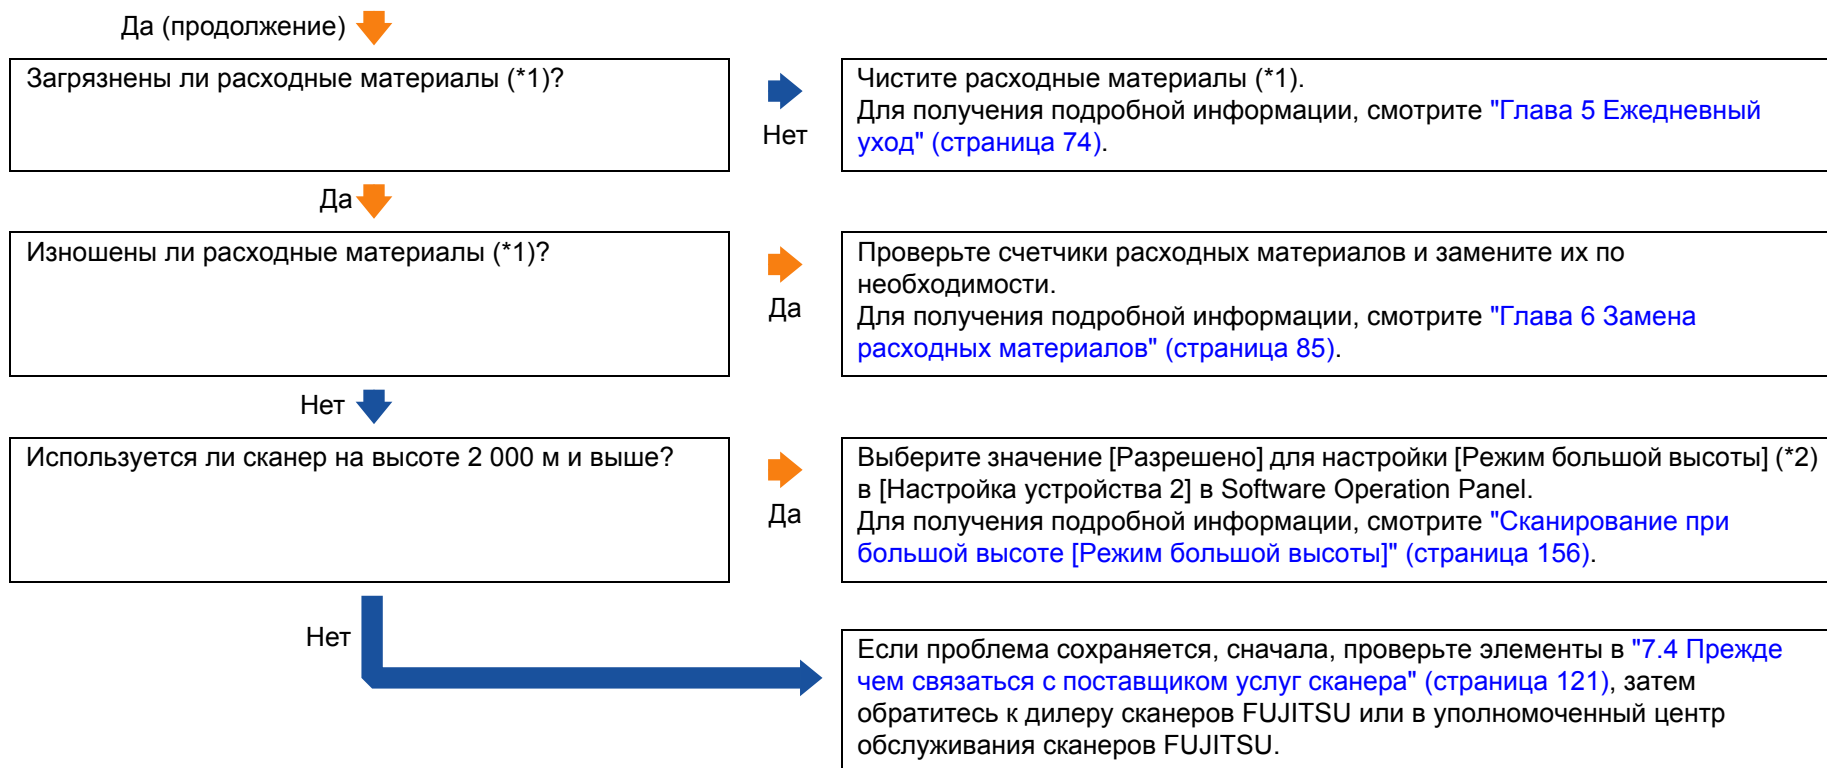 Да (продолжение)
Загрязнены ли расходные материалы (*1)?
Нет
Чистите расходные материалы (*1).
Для получения подробной информации, смотрите "Глава 5 Ежедневный
уход" (страница 74).
Да
Изношены ли расходные материалы (*1)?
Да
Проверьте счетчики расходных материалов и замените их по
необходимости.
Для получения подробной информации, смотрите "Глава 6 Замена
расходных материалов" (страница 85).
Нет
Используется ли сканер на высоте 2 000 м и выше?
Да
Выберите значение [Разрешено] для настройки [Режим большой высоты] (*2)
в [Настройка устройства 2] в Software Operation Panel.
Для получения подробной информации, смотрите "Сканирование при
большой высоте [Режим большой высоты]" (страница 156).
Нет
Если проблема сохраняется, сначала, проверьте элементы в "7.4 Прежде
чем связаться с поставщиком услуг сканера" (страница 121), затем
обратитесь к дилеру сканеров FUJITSU или в уполномоченный центр
обслуживания сканеров FUJITSU.